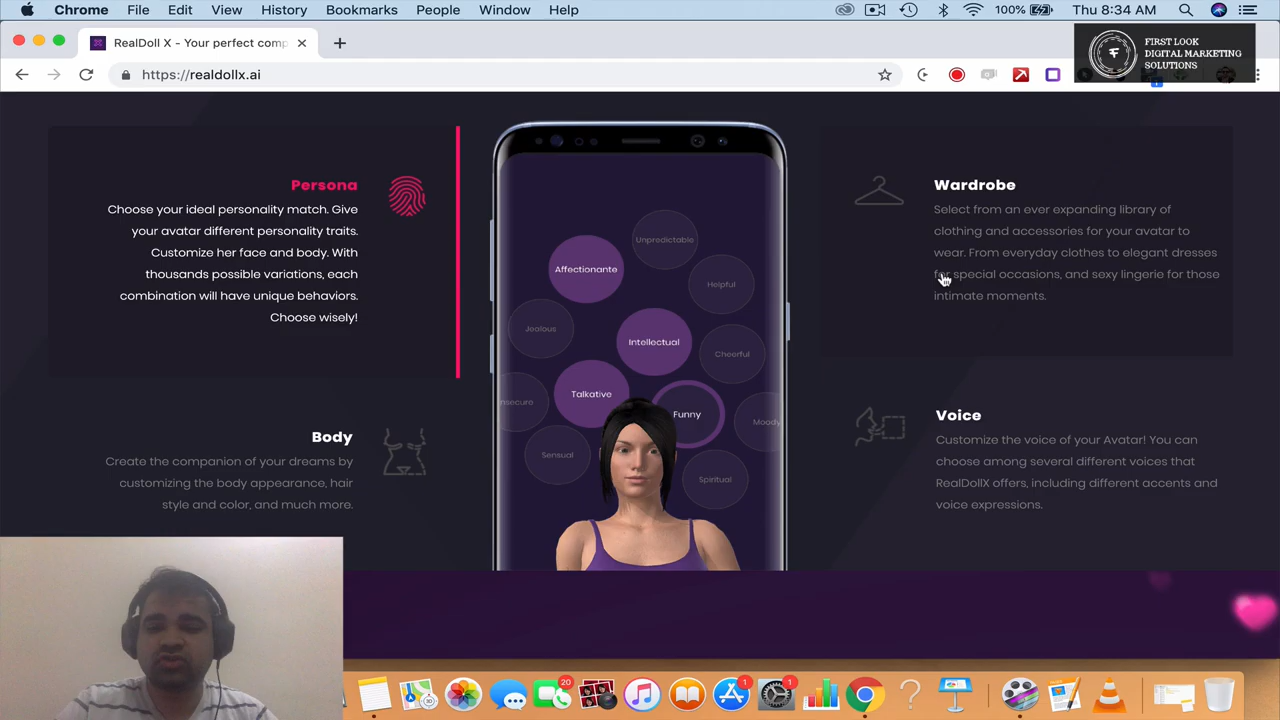 Chrome File Edit View History Bookmarks People Window Help
100% Thu 8:34 AM
RealDoll X – Your perfect comp
https://realdollx.ai
FIRST LOOK
DIGITAL MARKETING
SOLUTIONS
Persona
Choose your ideal personality match. Give
your avatar different personality traits.
Customize her face and body. With
thousands possible variations, each
combination will have unique behaviors.
Choose wisely!
Body
Create the companion of your dreams by
customizing the body appearance, hair
style and color, and much more.
Unpredictable
Affectionante
Helpful
Jealous
Intellectual
Cheerful
Talkative
nsecure
Funny
Moody
Sensual
Spiritual
Wardrobe
Select from an ever expanding library of
clothing and accessories for your avatar to
wear. From everyday clothes to elegant dresses
for special occasions, and sexy lingerie for those
intimate moments.
Voice
Customize the voice of your Avatar! You can
choose among several different voices that
RealDollX offers, including different accents and
voice expressions.
20
1
1